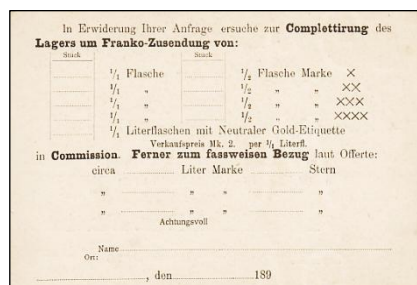 In Erwiderung Ihrer Anfrage ersuche zur Complettirung des
Lagers um Franko-Zusendung von:
Stück Stück
1/1 Flasche 1/2 Flasche Marke X
1/1 „ 1/2 „ „ XX
1/1 „ 1/2 „ „ XXX
1/1 „ 1/2 „ „ XXXX
1/1 Literflaschen mit Neutraler Gold-Etiquette
Verkaufspreis Mk. 2. per 1/1 Literfl.
in Commission. Ferner zum fassweisen Bezug laut Offerte:
circa Liter Marke Stern
„ „ „ „
„ „ „ „
Achtungsvoll
Name
Ort:
, den 189